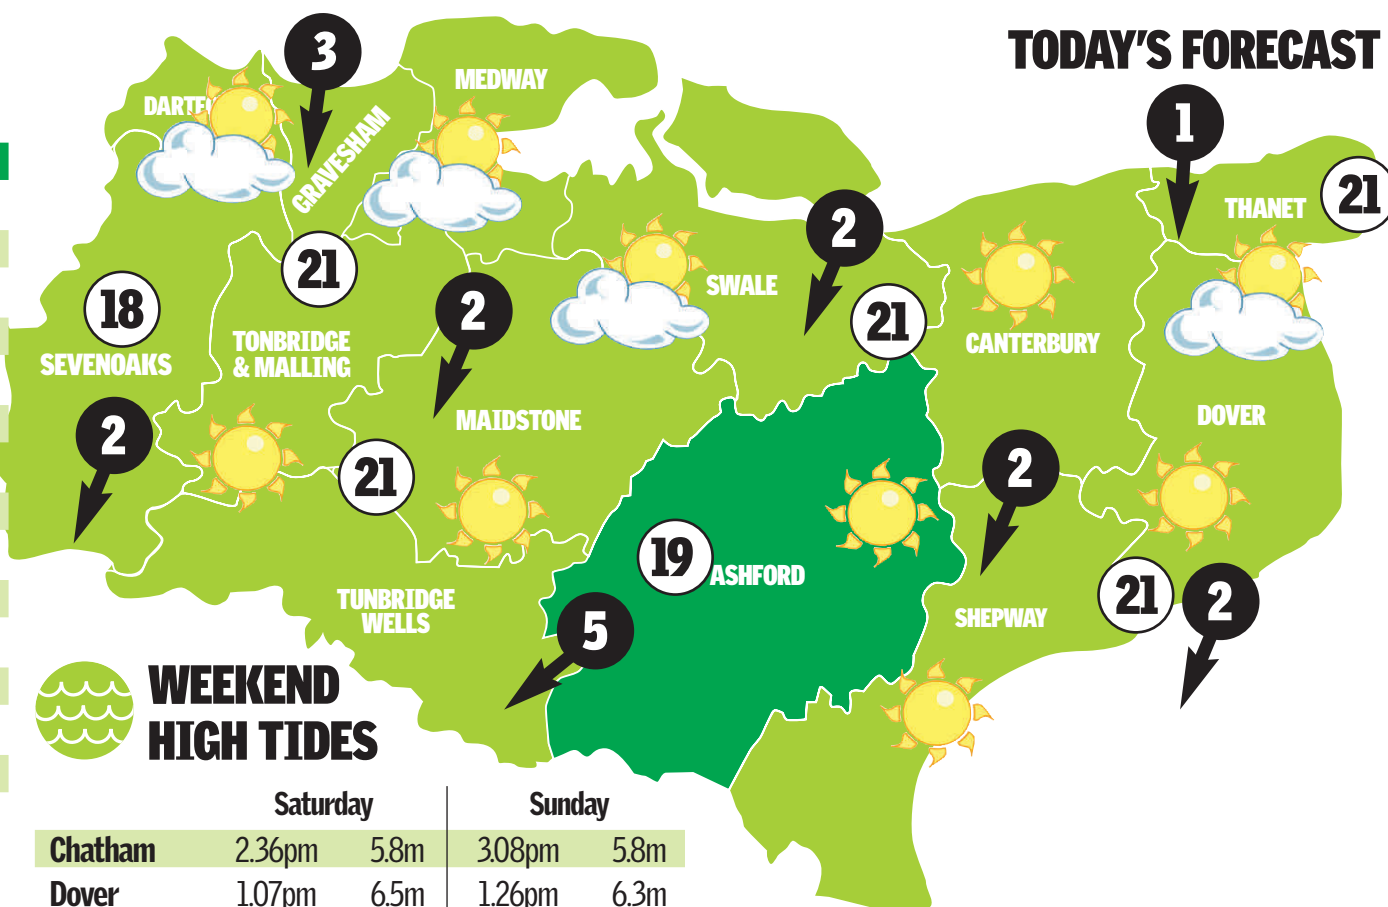 TODAY'S FORECAST
3
MEDWAY
1
GRAVESHAM
THANET
21
2
21
SWALE
18
2
21
TONBRIDGE
& MALLING
CANTERBURY
SEVENOAKS
2
MAIDSTONE
DOVER
21
2
19
ASHFORD
21
2
TUNBRIDGE
WELLS
5
SHEPWAY
WEEKEND
HIGH TIDES
Saturday Sunday
Chatham 2.36pm 5.8m 3.08pm 5.8m
Dover 1.07pm 6.5m 1.26pm 6.3m